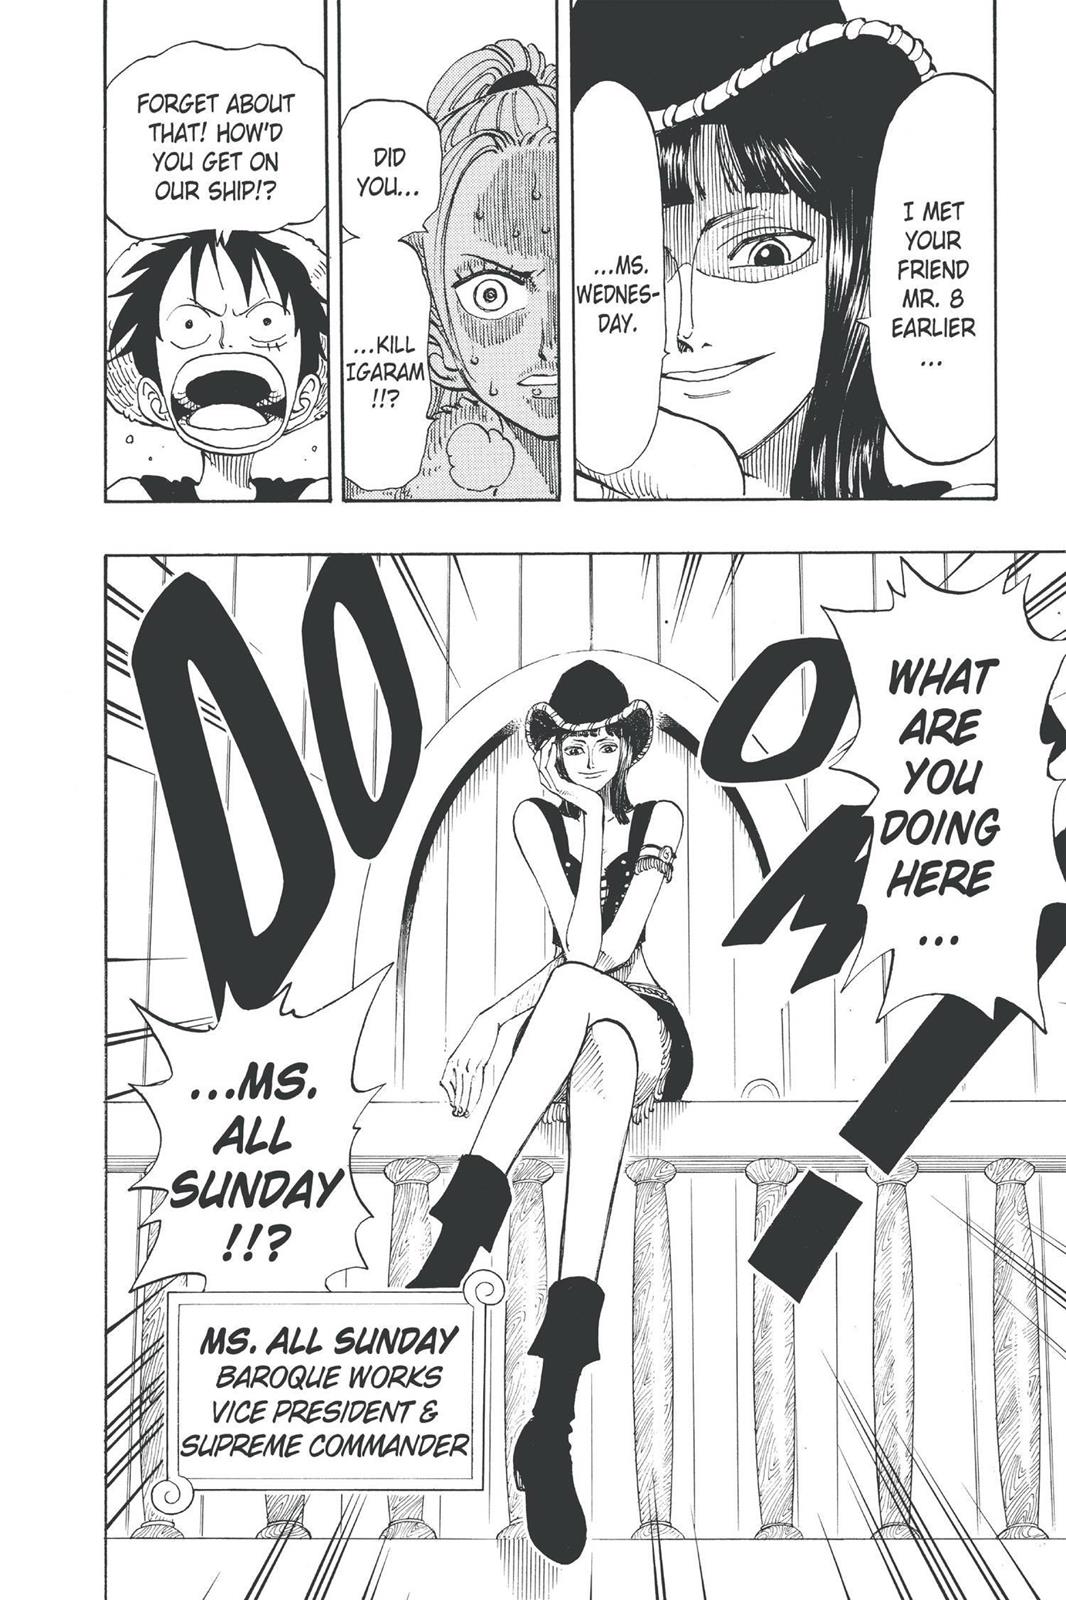 I MET
YOUR
FRIEND
MR. 8
EARLIER
...
...MS.
WEDNES-
DAY.
DID
YOU...
...KILL
IGARAM
!!?
FORGET ABOUT
THAT! HOW'D
YOU GET ON
OUR SHIP!?
WHAT
ARE
YOU
DOING
HERE
...
DOOM!
...MS.
ALL
SUNDAY
!!?
MS. ALL SUNDAY
BAROQUE WORKS
VICE PRESIDENT &
SUPREME COMMANDER